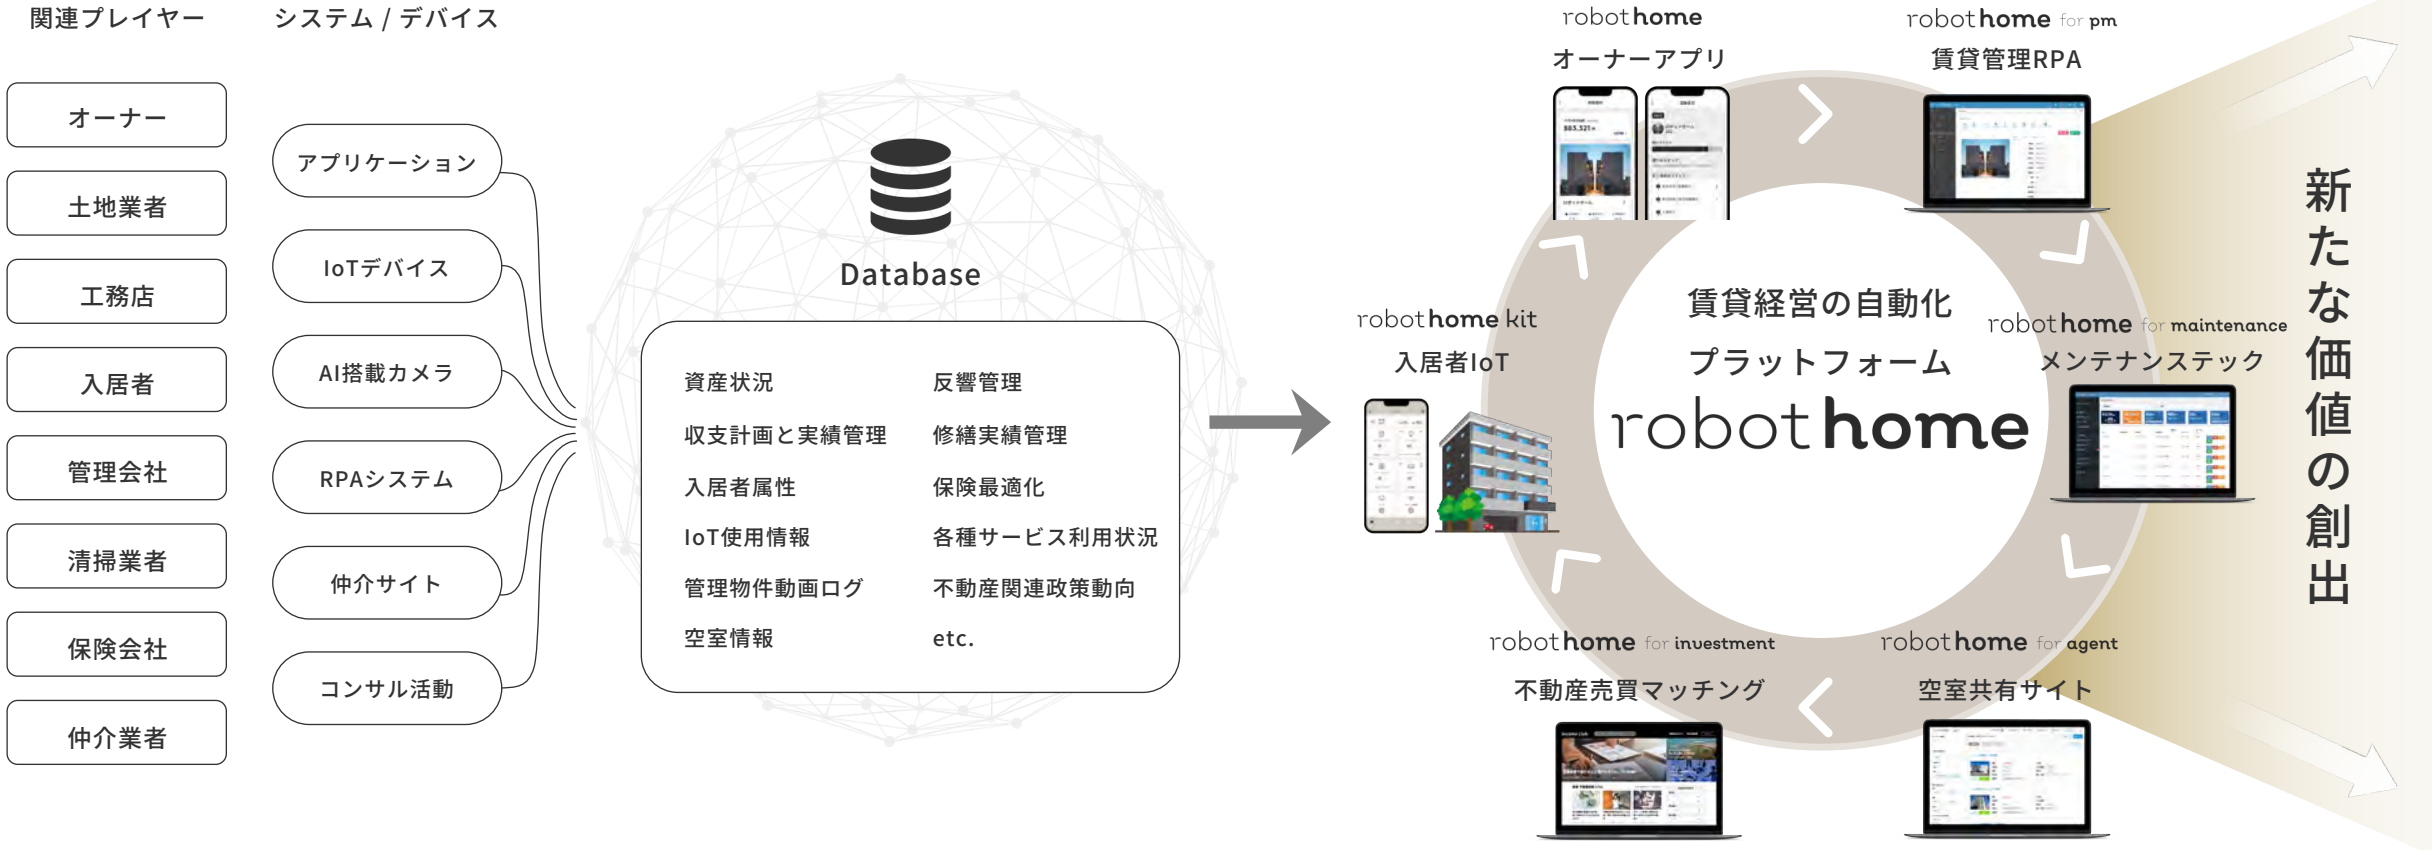 関連プレイヤー
オーナー
土地業者
工務店
入居者
管理会社
清掃業者
保険会社
仲介業者
システム / デバイス
アプリケーション
IoTデバイス
AI搭載カメラ
RPAシステム
仲介サイト
コンサル活動
Database
資産状況
収支計画と実績管理
入居者属性
IoT使用情報
管理物件動画ログ
空室情報
反響管理
修繕実績管理
保険最適化
各種サービス利用状況
不動産関連政策動向
etc.
robot home
オーナーアプリ
robot home for pm
賃貸管理RPA
robot home kit
入居者IoT
賃貸経営の自動化
プラットフォーム
robot home
robot home for maintenance
メンテナンステック
robot home for investment
不動産売買マッチング
robot home for agent
空室共有サイト
新たな価値の創出